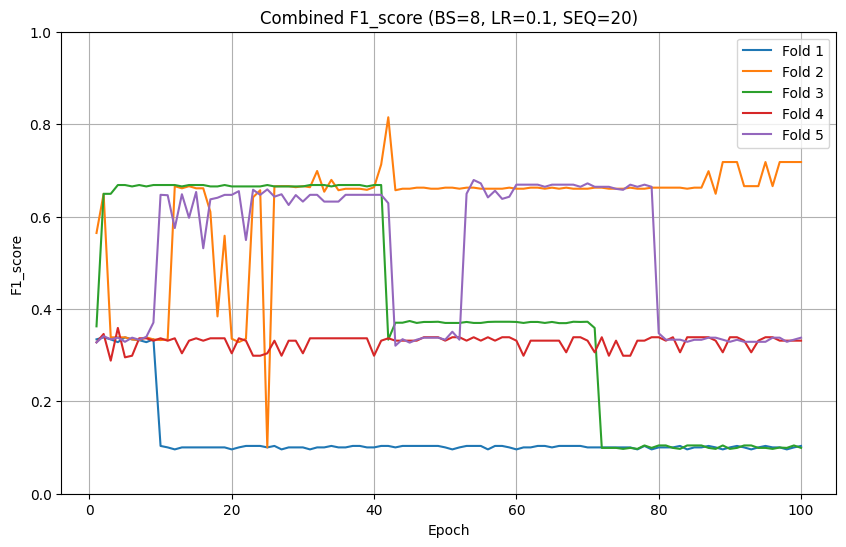 Combined F1_score (BS=8, LR=0.1, SEQ=20)
1.0
0.8
0.6
0.4
0.2
0.0
F1_score
0 20 40 60 80 100
Epoch
Fold 1
Fold 2
Fold 3
Fold 4
Fold 5